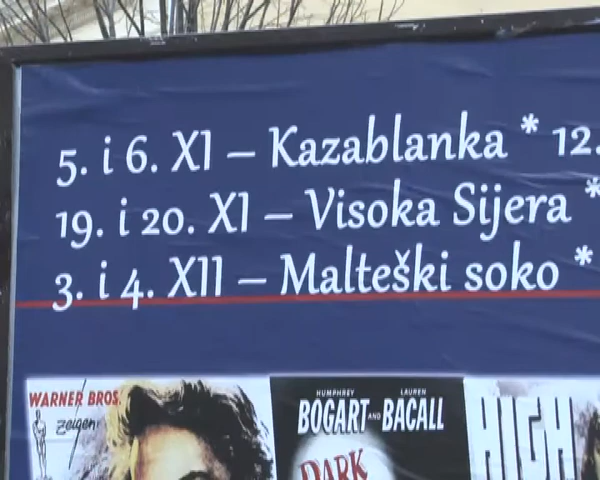 5. i 6. XI – Kazablanka * 12.
19. i 20. XI – Visoka Sijera *
3. i 4. XII – Malteški soko *
WARNER BROS.
zeigen
HUMPHREY LAUREN
BOGART AND BACALL
DARK
HIGH